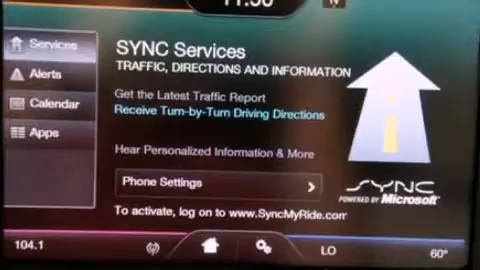 N
Services
Alerts
Calendar
Apps
SYNC Services
TRAFFIC, DIRECTIONS AND INFORMATION
Get the Latest Traffic Report
Receive Turn-by-Turn Driving Directions
Hear Personalized Information & More
Phone Settings
To activate, log on to www.SyncMyRide.com
SYNC
POWERED BY Microsoft
104.1
LO
60°